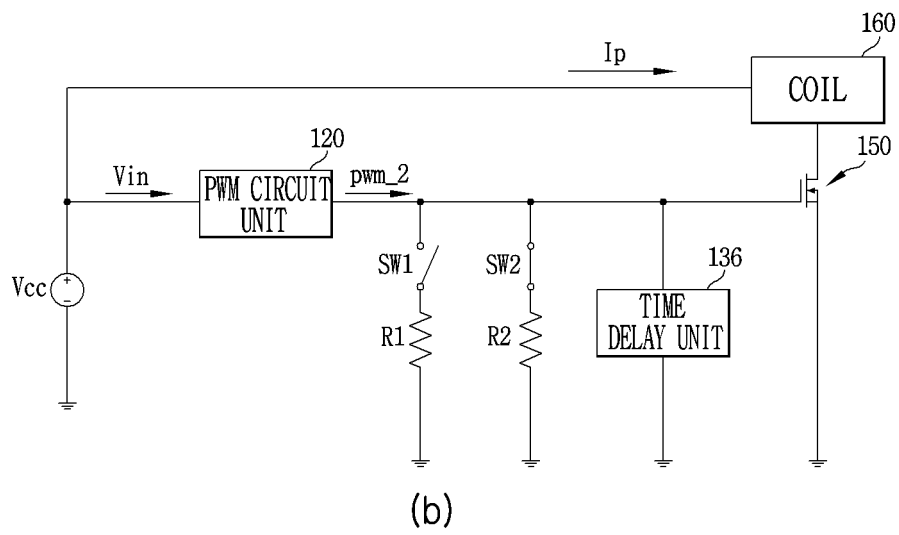 160
Ip
COIL
120
150
Vin
PWM CIRCUIT
UNIT
pwm_2
SW1
SW2
136
Vcc
+
−
TIME
DELAY UNIT
R1
R2
(b)